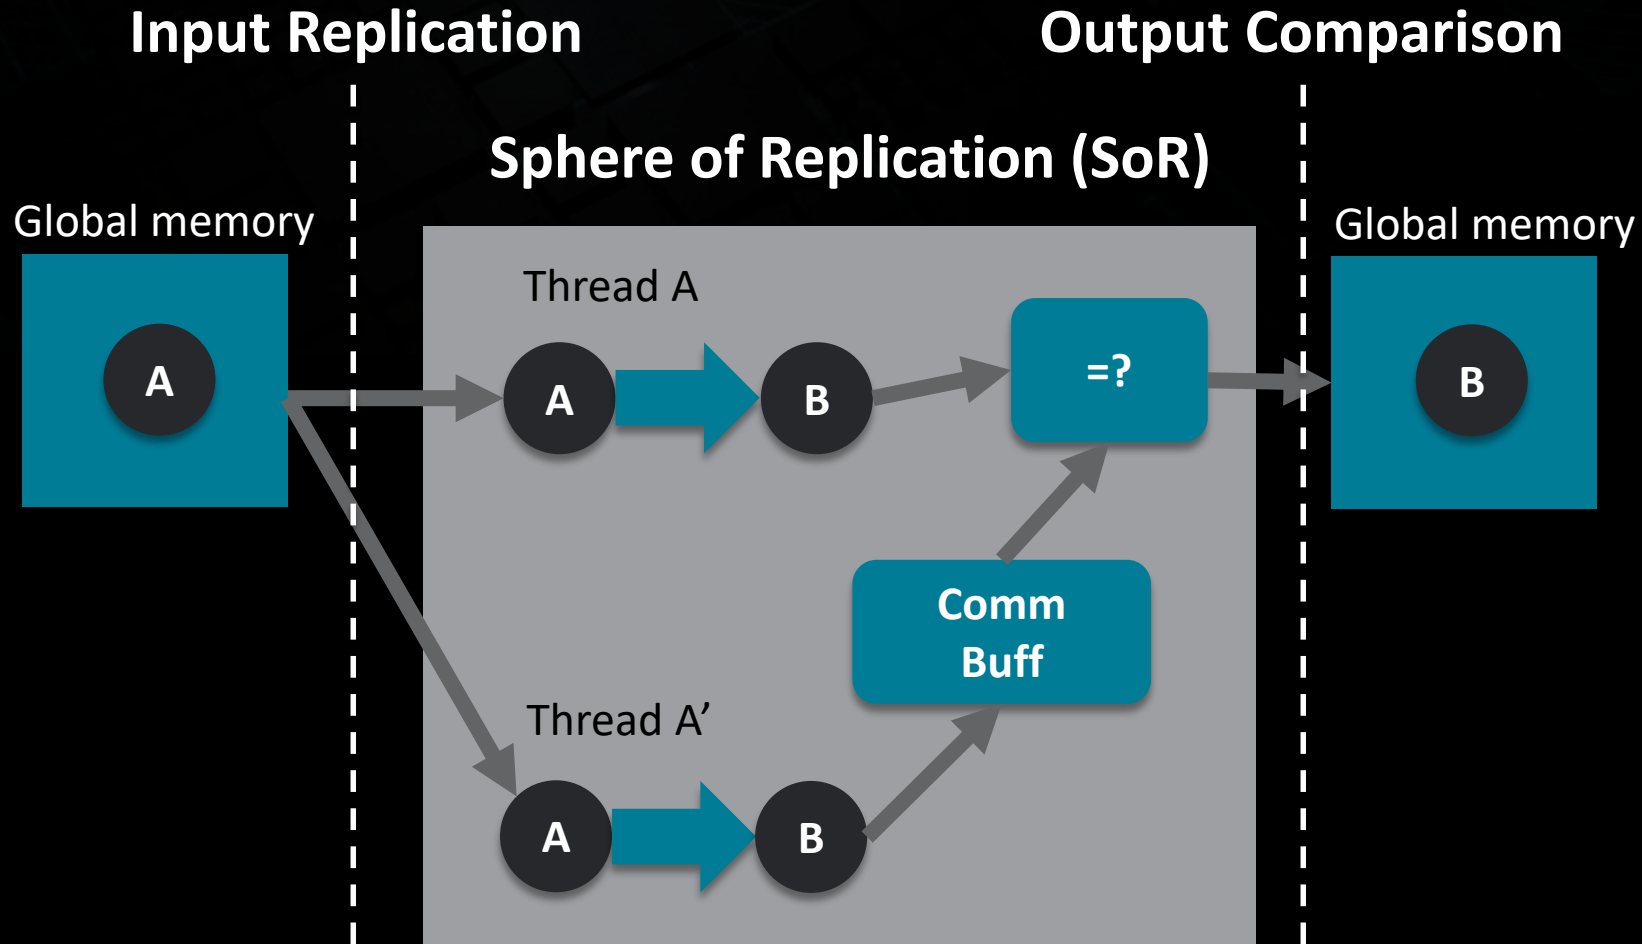 Input Replication
Output Comparison
Sphere of Replication (SoR)
Global memory
Global memory
Thread A
A
A
B
=?
B
Comm
Buff
Thread A’
A
B